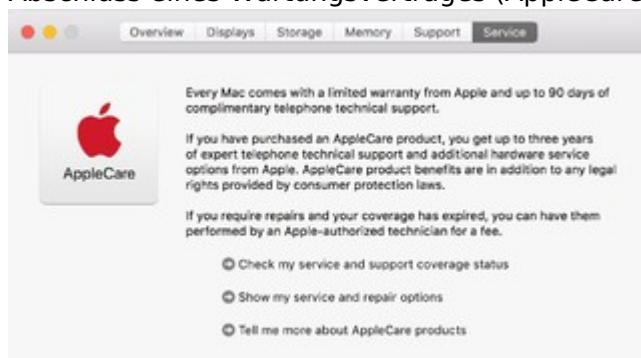 Abschluss eines Wartungsvertrages (AppleCare
Overview Displays Storage Memory Support Service
Every Mac comes with a limited warranty from Apple and up to 90 days of
complimentary telephone technical support.
If you have purchased an AppleCare product, you get up to three years
of expert telephone technical support and additional hardware service
options from Apple. AppleCare product benefits are in addition to any legal
rights provided by consumer protection laws.
AppleCare
If you require repairs and your coverage has expired, you can have them
performed by an Apple-authorized technician for a fee.
Check my service and support coverage status
Show my service and repair options
Tell me more about AppleCare products